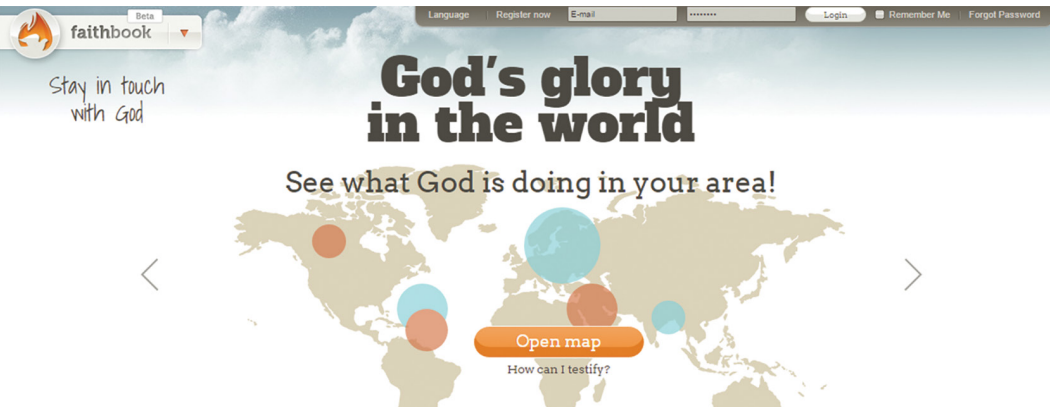 Language Register now E-mail •••••••• Login Remember Me Forgot Password
Beta
faithbook
Stay in touch
with God
God's glory
in the world
See what God is doing in your area!
Open map
How can I testify?